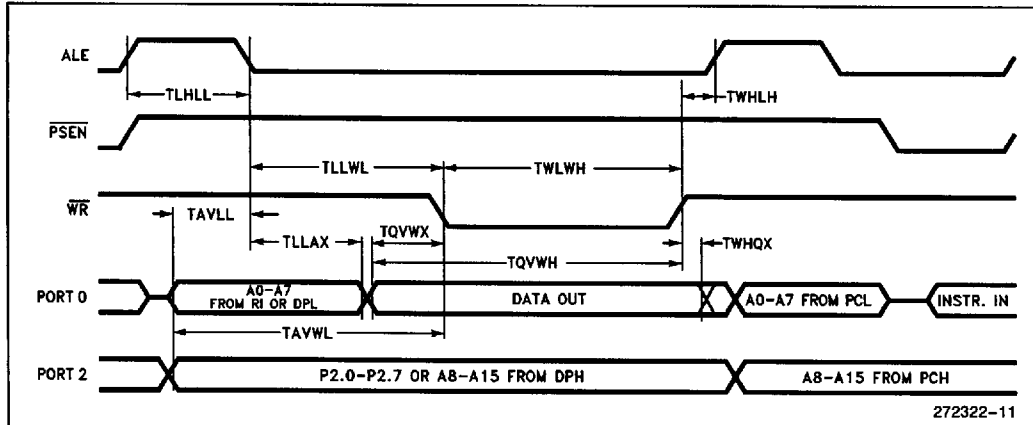 ALE
TLHLL
TWHLH
PSEN
TLLWL
TWLWH
WR
TAVLL
TLLAX
TQVWX
TWHQX
TQVWH
PORT 0
A0-A7
FROM RI OR DPL
DATA OUT
A0-A7 FROM PCL
INSTR. IN
TAVWL
PORT 2
P2.0-P2.7 OR A8-A15 FROM DPH
A8-A15 FROM PCH
272322-11